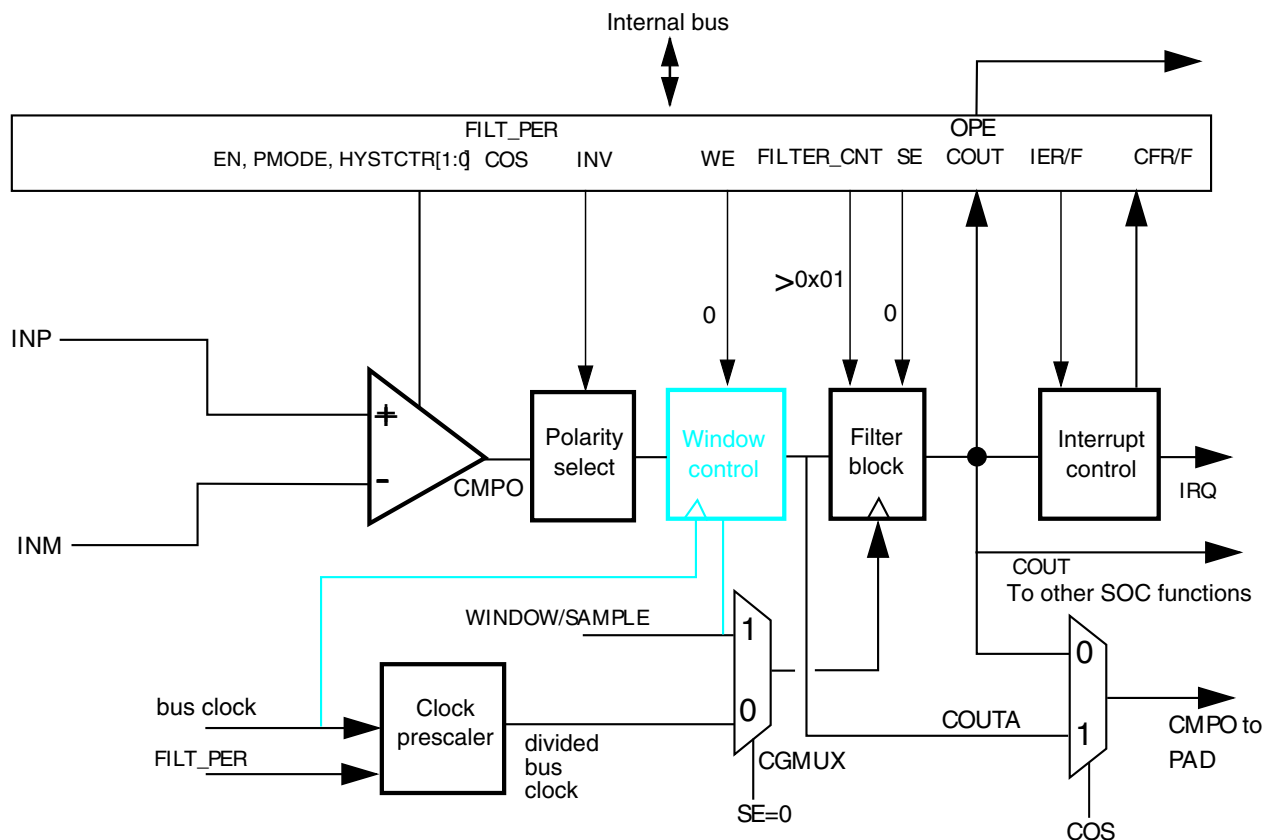 Internal bus
FILT_PER
OPE
EN, PMODE, HYSTCTR[1:0] COS INV WE FILTER_CNT SE COUT IER/F CFR/F
>0x01
0
0
INP
+
-
CMPO
Polarity
select
Window
control
Filter
block
Interrupt
control
IRQ
INM
COUT
To other SOC functions
WINDOW/SAMPLE
1
0
0
1
bus clock
FILT_PER
Clock
prescaler
divided
bus
clock
CGMUX
SE=0
COUTA
CMPO to
PAD
COS